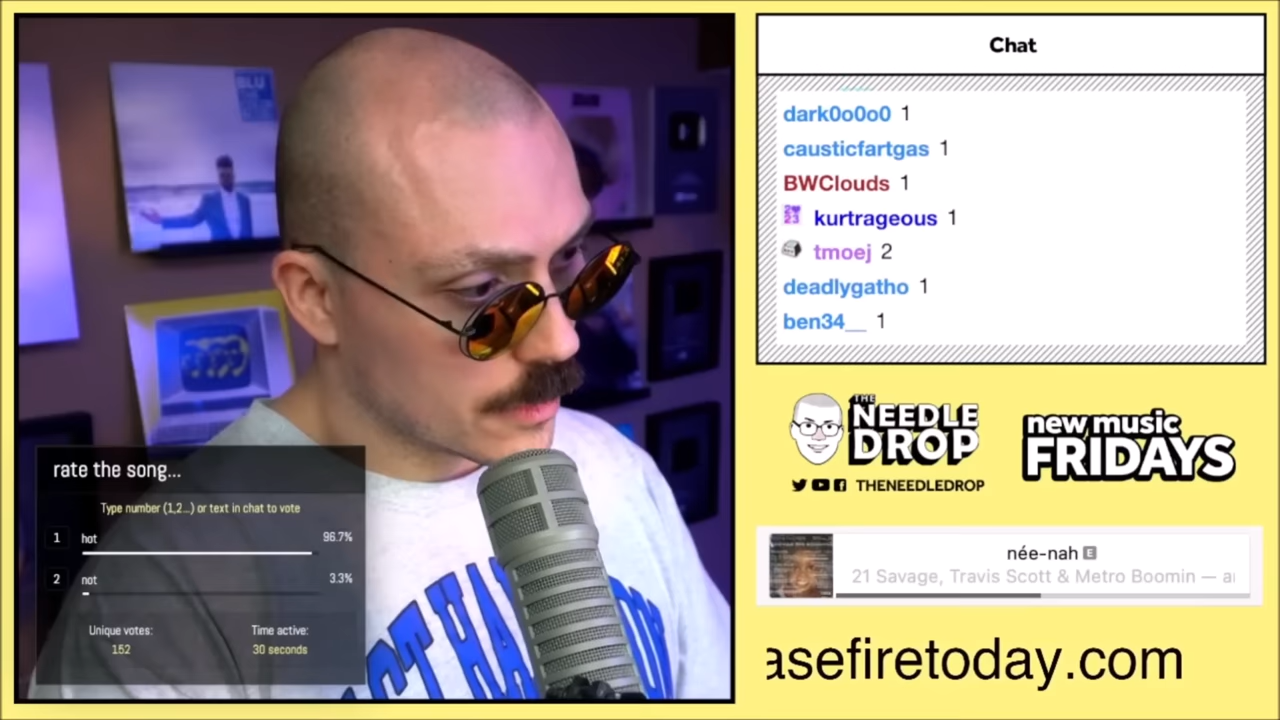 BLU
rate the song...
Type number (1,2...) or text in chat to vote
1 hot 96.7%
2 not 3.3%
Unique votes: Time active:
152 30 seconds
Chat
dark0o0o0 1
causticfartgas 1
BWClouds 1
kurtrageous 1
tmoej 2
deadlygatho 1
ben34__ 1
THE
NEEDLE
DROP
THENEEDLEDROP
new music
FRIDAYS
née-nah E
21 Savage, Travis Scott & Metro Boomin — a
asefiretoday.com